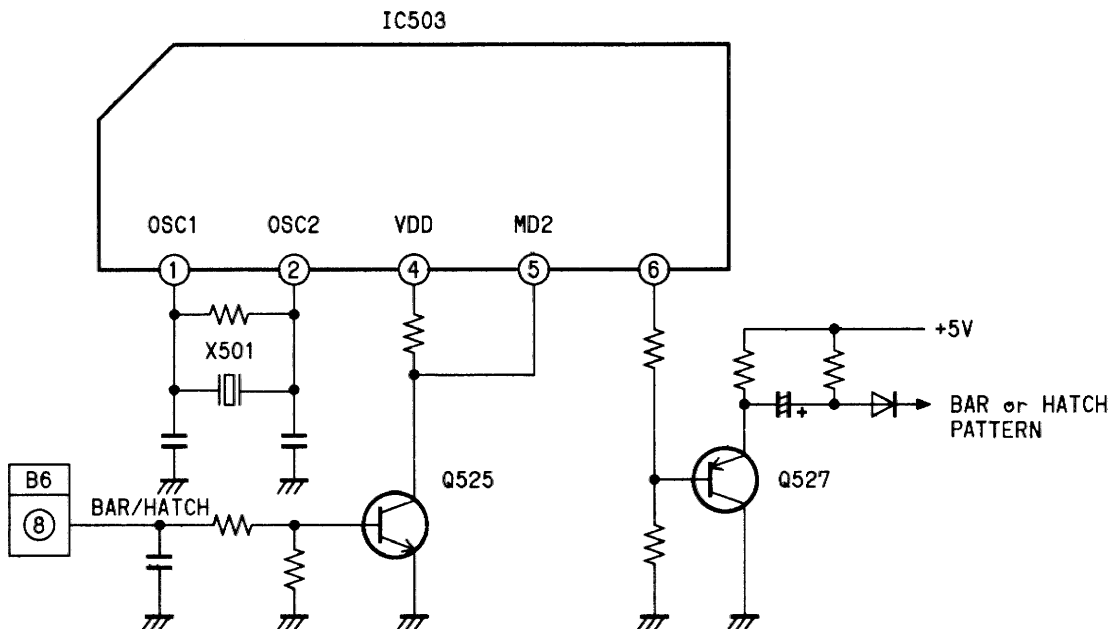 IC503
OSC1 OSC2 VDD MD2
1 2 4 5 6
X501
+5V
+
BAR or HATCH
PATTERN
B6
8
BAR/HATCH
Q525
Q527